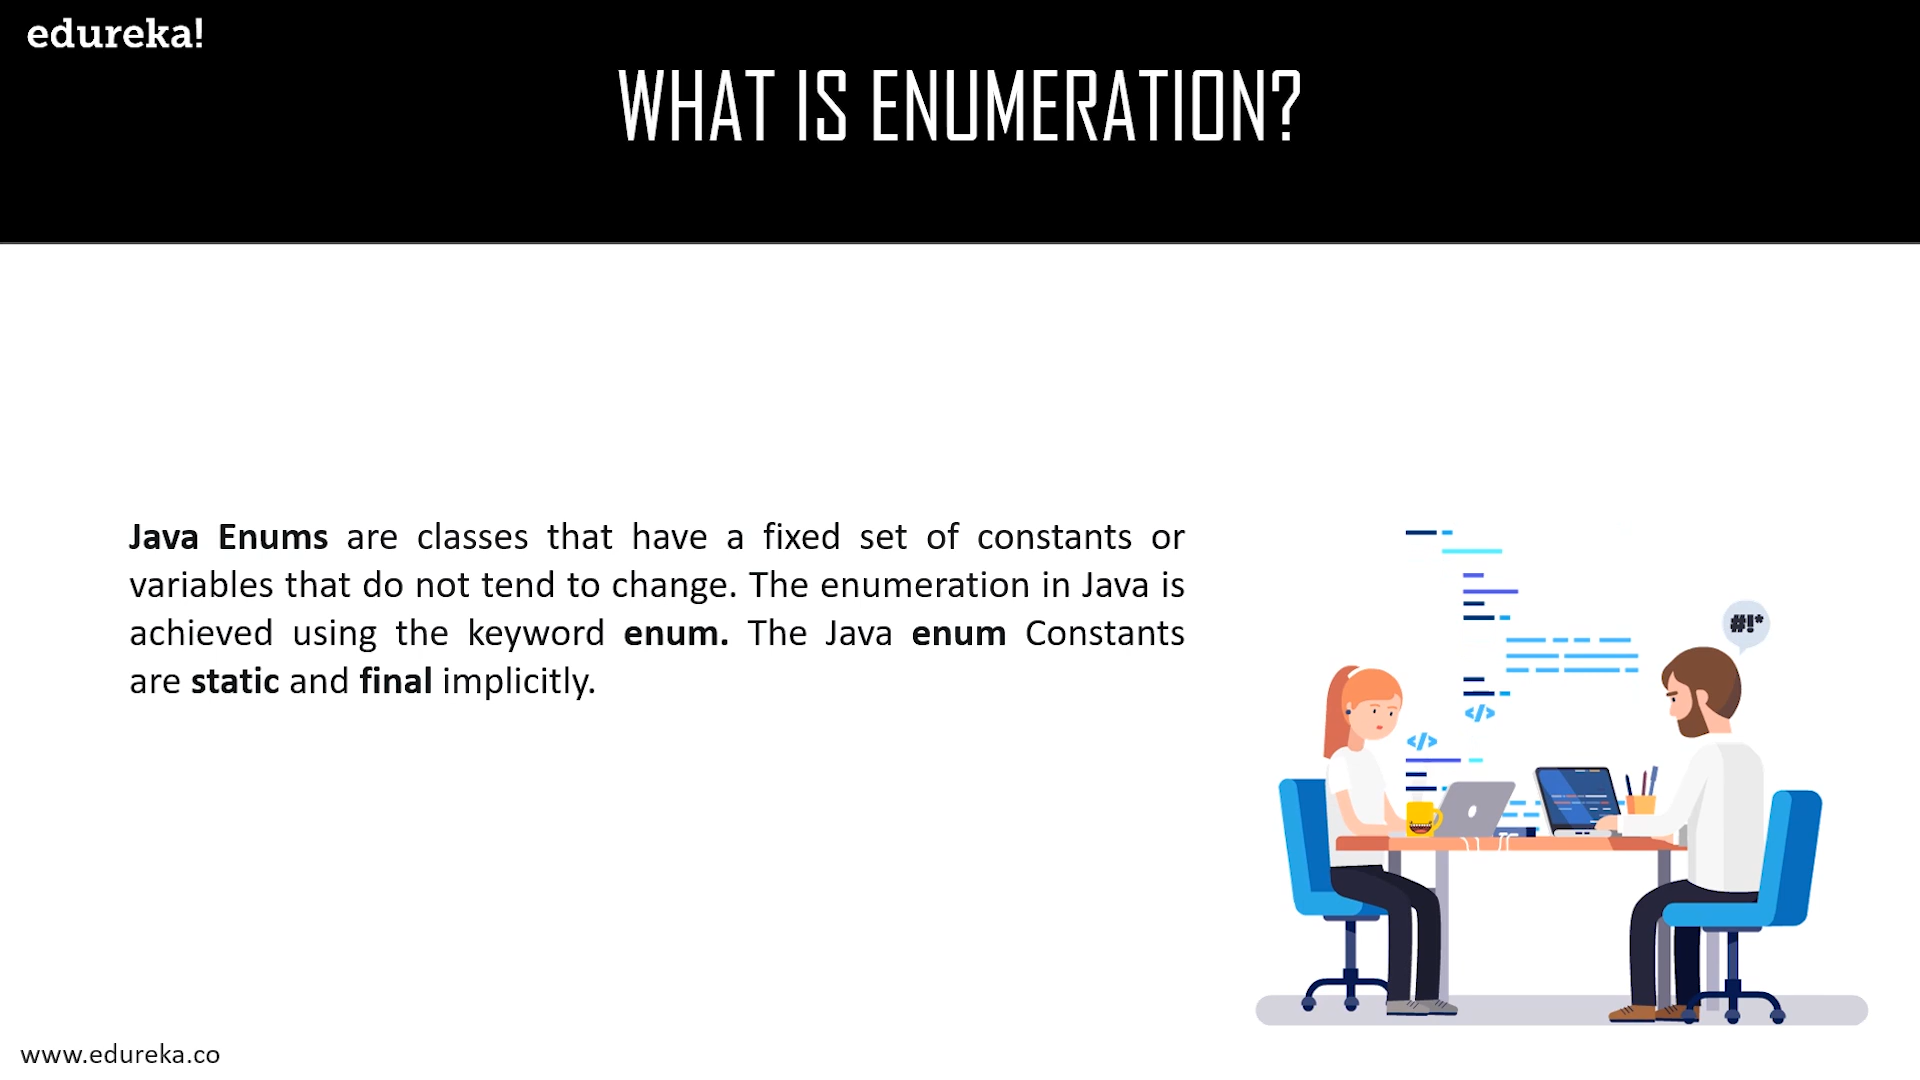 edureka!
WHAT IS ENUMERATION?
Java Enums are classes that have a fixed set of constants or
variables that do not tend to change. The enumeration in Java is
achieved using the keyword enum. The Java enum Constants
are static and final implicitly.
#!*
</>
</>
www.edureka.co